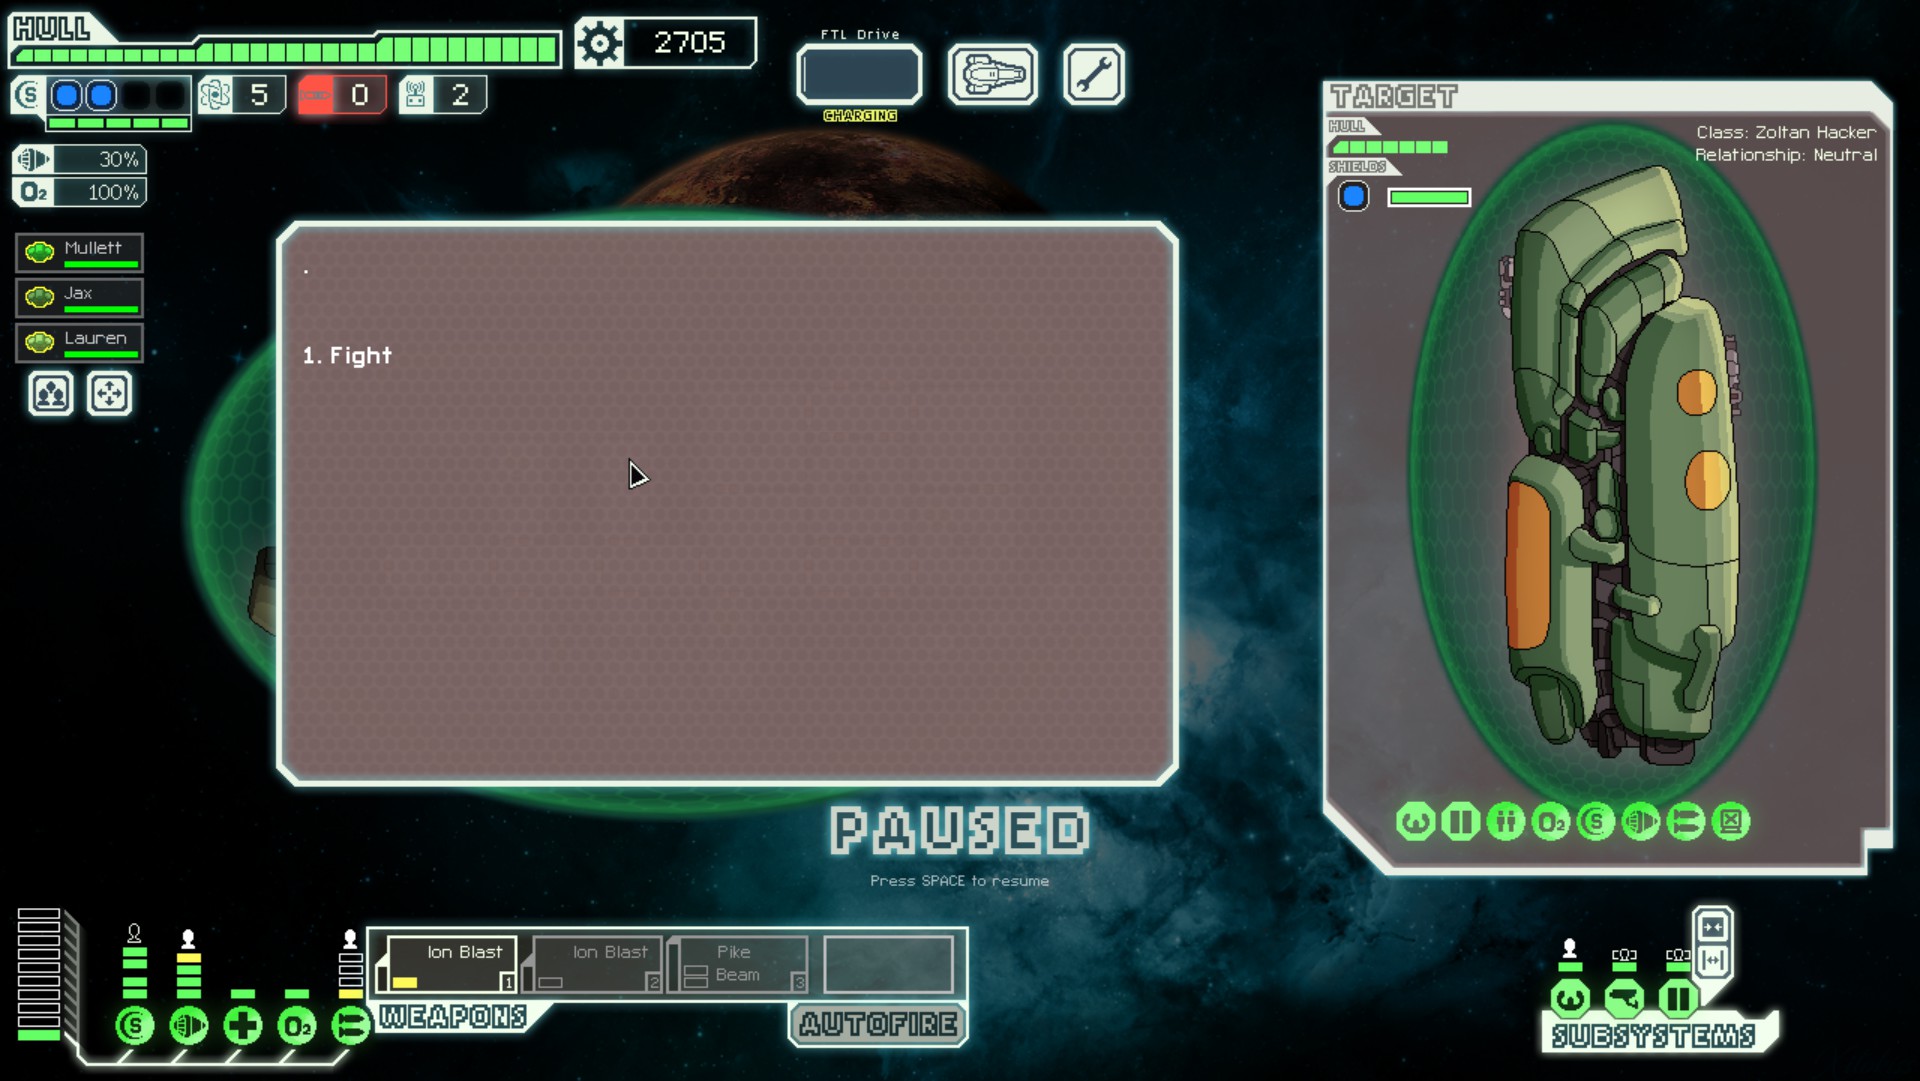 HULL
2705
FTL Drive
CHARGING
S
5
0
2
30%
O2
100%
Mullett
Jax
Lauren
.
1. Fight
TARGET
HULL
SHIELDS
Class: Zoltan Hacker
Relationship: Neutral
O2
S
PAUSED
Press SPACE to resume
Ion Blast
1
Ion Blast
2
Pike
Beam
3
S
O2
WEAPONS
AUTOFIRE
SUBSYSTEMS